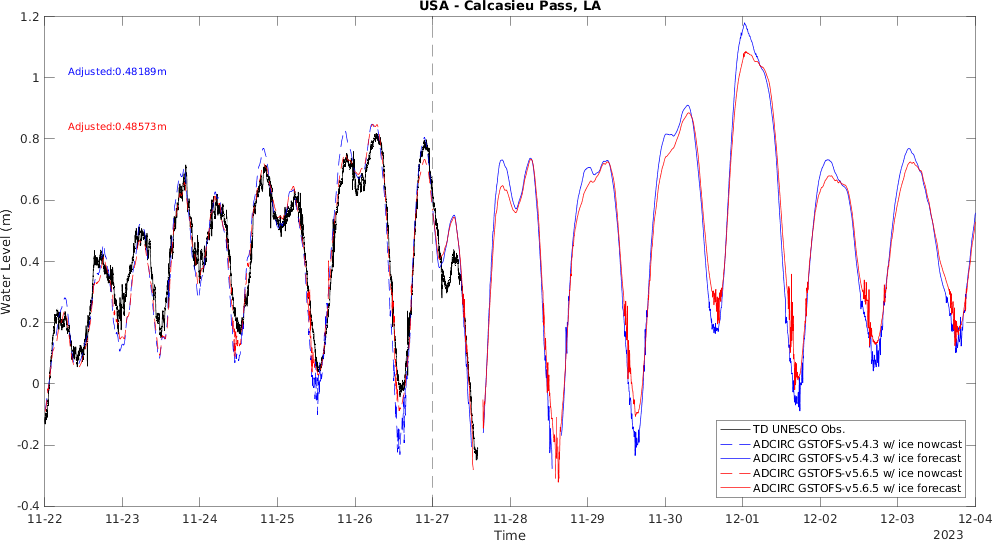 USA - Calcasieu Pass, LA
1.2
1
0.8
0.6
0.4
0.2
0
-0.2
-0.4
Water Level (m)
Adjusted:0.48189m
Adjusted:0.48573m
TD UNESCO Obs.
ADCIRC GSTOFS-v5.4.3 w/ ice nowcast
ADCIRC GSTOFS-v5.4.3 w/ ice forecast
ADCIRC GSTOFS-v5.6.5 w/ ice nowcast
ADCIRC GSTOFS-v5.6.5 w/ ice forecast
11-22 11-23 11-24 11-25 11-26 11-27 11-28 11-29 11-30 12-01 12-02 12-03 12-04
Time
2023